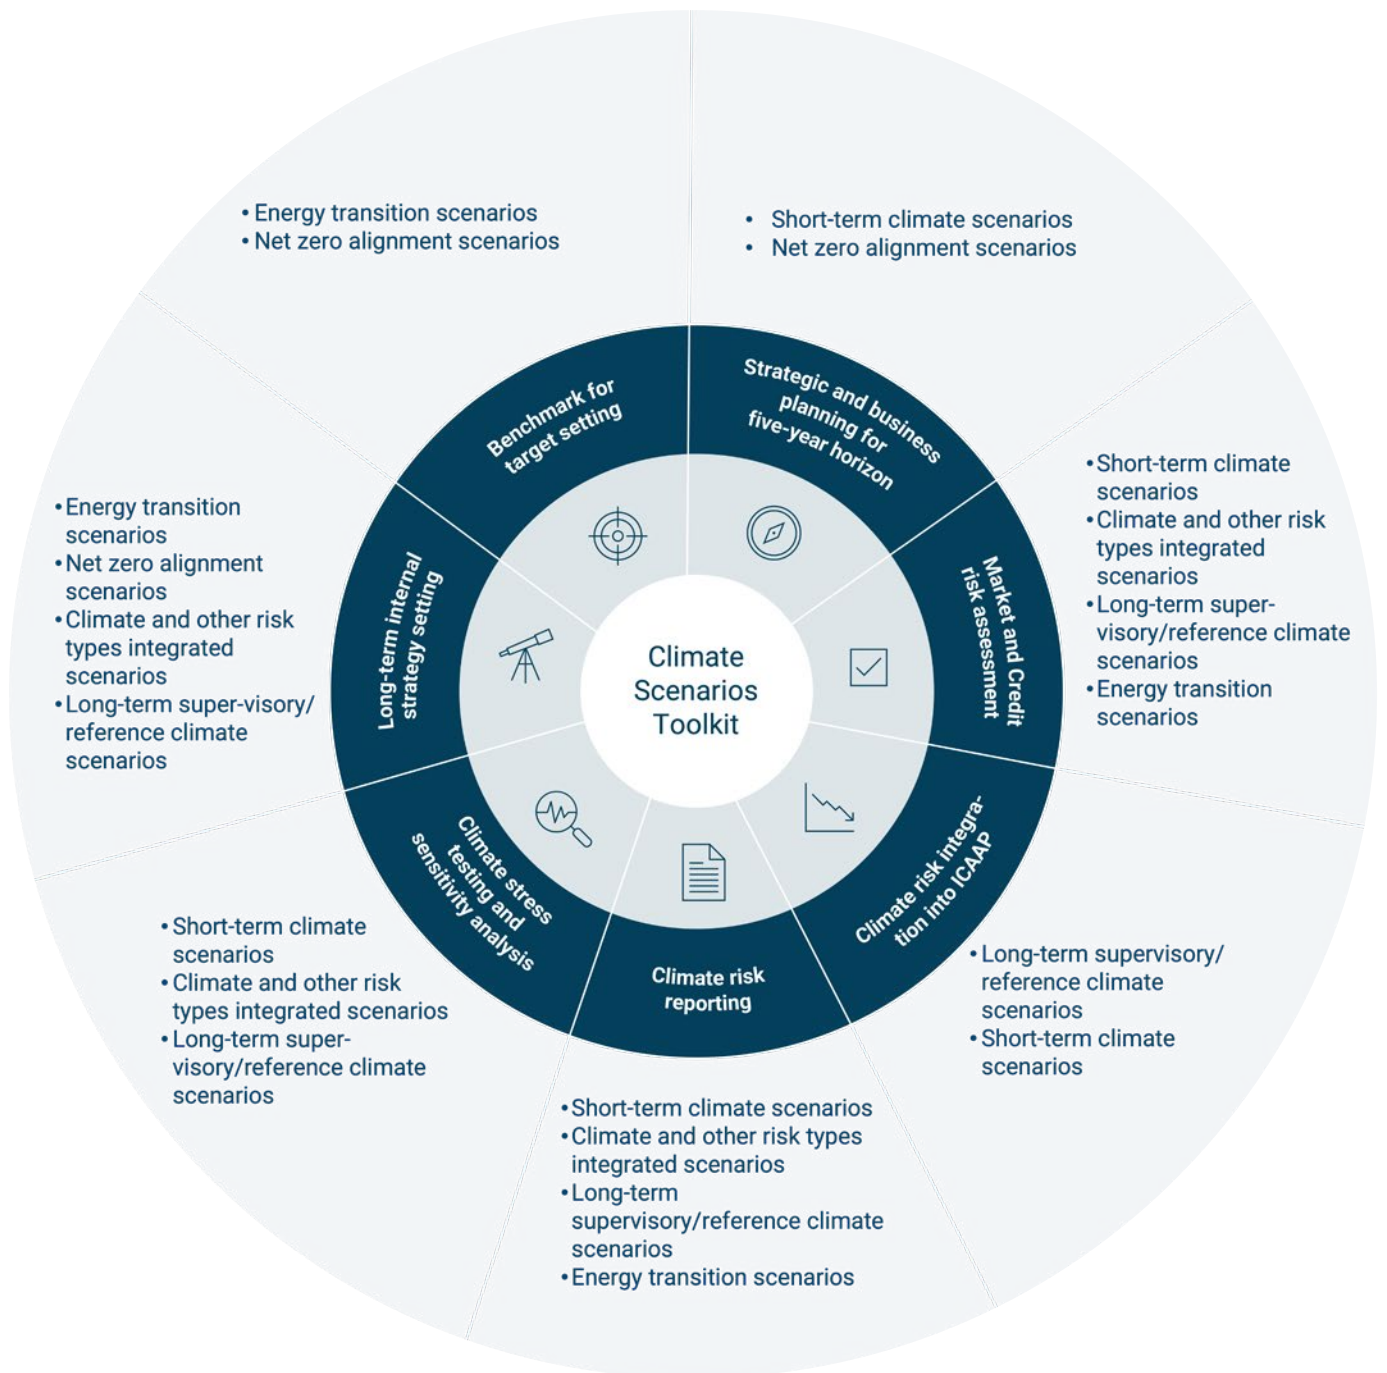 Climate
Scenarios
Toolkit
Strategic and business
planning for
five-year horizon
• Short-term climate scenarios
• Net zero alignment scenarios
Market and Credit
risk assessment
•Short-term climate
scenarios
•Climate and other risk
types integrated
scenarios
•Long-term super-
visory/reference climate
scenarios
•Energy transition
scenarios
Climate risk integra-
tion into ICAAP
•Long-term supervisory/
reference climate
scenarios
•Short-term climate
scenarios
Climate risk
reporting
•Short-term climate scenarios
•Climate and other risk types
integrated scenarios
•Long-term
supervisory/reference climate
scenarios
•Energy transition scenarios
Climate stress
testing and
sensitivity analysis
•Short-term climate
scenarios
•Climate and other risk
types integrated scenarios
•Long-term super-
visory/reference climate
scenarios
Long-term internal
strategy setting
•Energy transition
scenarios
•Net zero alignment
scenarios
•Climate and other risk
types integrated
scenarios
•Long-term super-visory/
reference climate
scenarios
Benchmark for
target setting
• Energy transition scenarios
• Net zero alignment scenarios